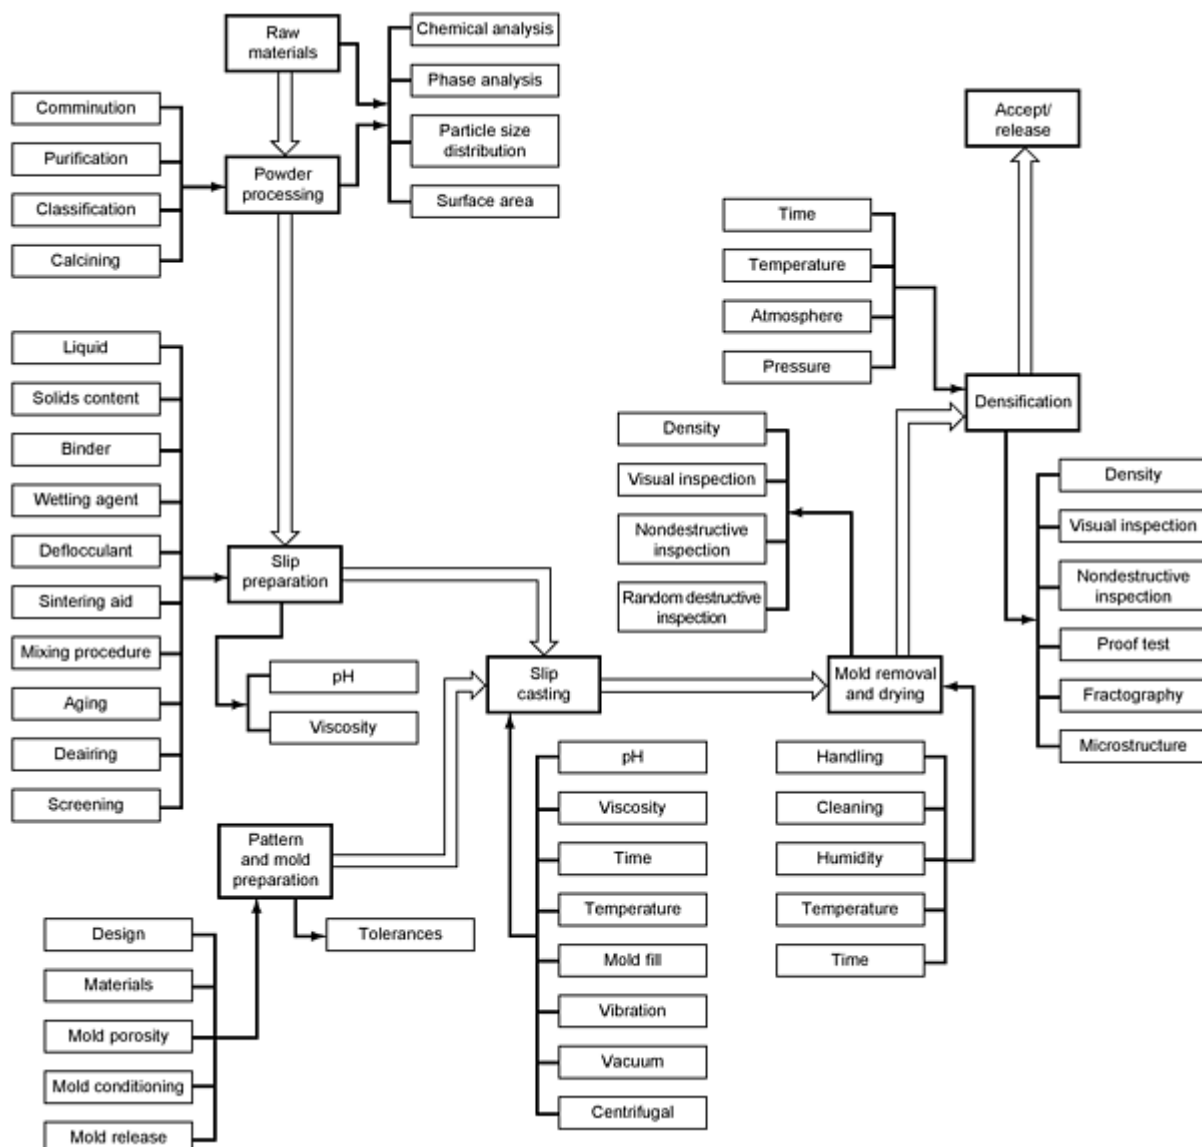 Raw
materials
Chemical analysis
Phase analysis
Particle size
distribution
Surface area
Comminution
Purification
Classification
Calcining
Powder
processing
Accept/
release
Time
Temperature
Atmosphere
Pressure
Densification
Liquid
Solids content
Binder
Wetting agent
Deflocculant
Sintering aid
Mixing procedure
Aging
Deairing
Screening
Slip
preparation
pH
Viscosity
Density
Visual inspection
Nondestructive
inspection
Random destructive
inspection
Density
Visual inspection
Nondestructive
inspection
Proof test
Fractography
Microstructure
Slip
casting
Mold removal
and drying
Pattern
and mold
preparation
Tolerances
Design
Materials
Mold porosity
Mold conditioning
Mold release
pH
Viscosity
Time
Temperature
Mold fill
Vibration
Vacuum
Centrifugal
Handling
Cleaning
Humidity
Temperature
Time